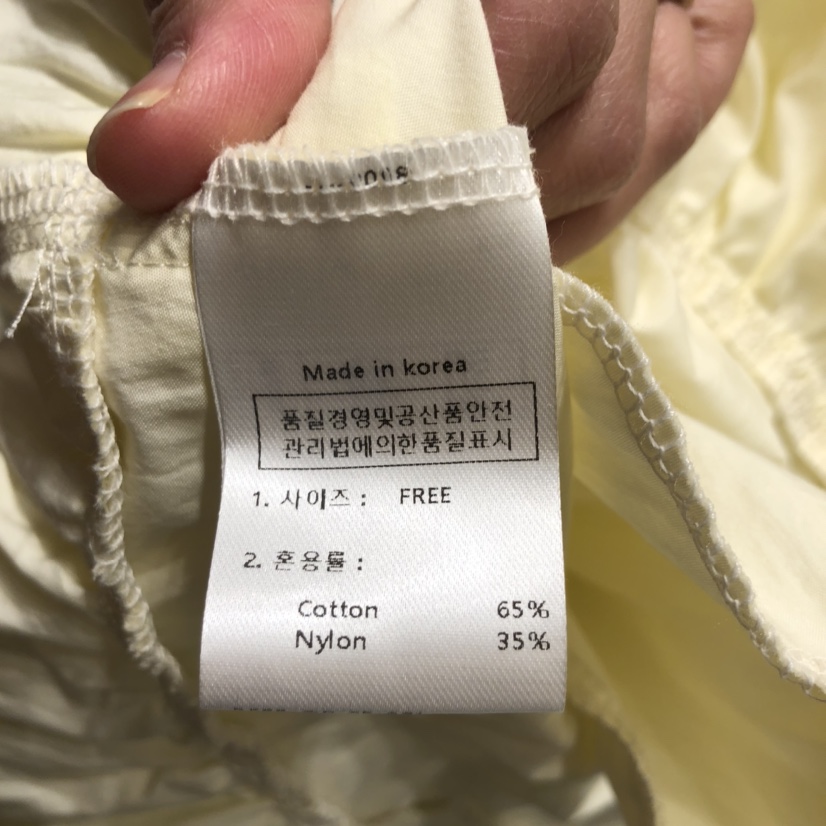 Made in korea
품질경영및공산품안전
관리법에의한품질표시
1. 사이즈 : FREE
2. 혼용률 :
Cotton 65%
Nylon 35%